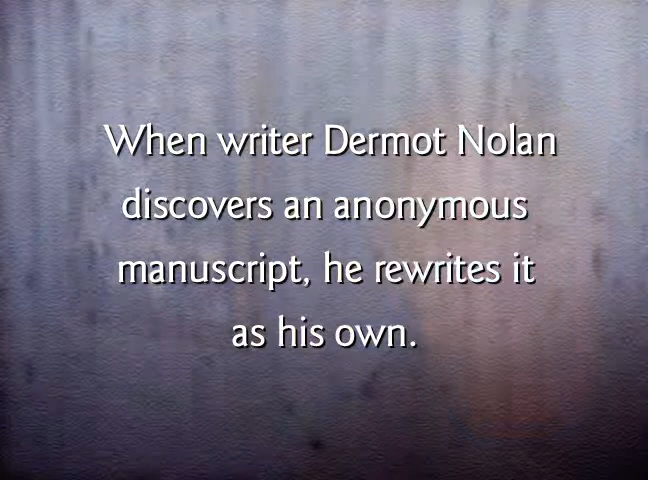 When writer Dermot Nolan
discovers an anonymous
manuscript, he rewrites it
as his own.